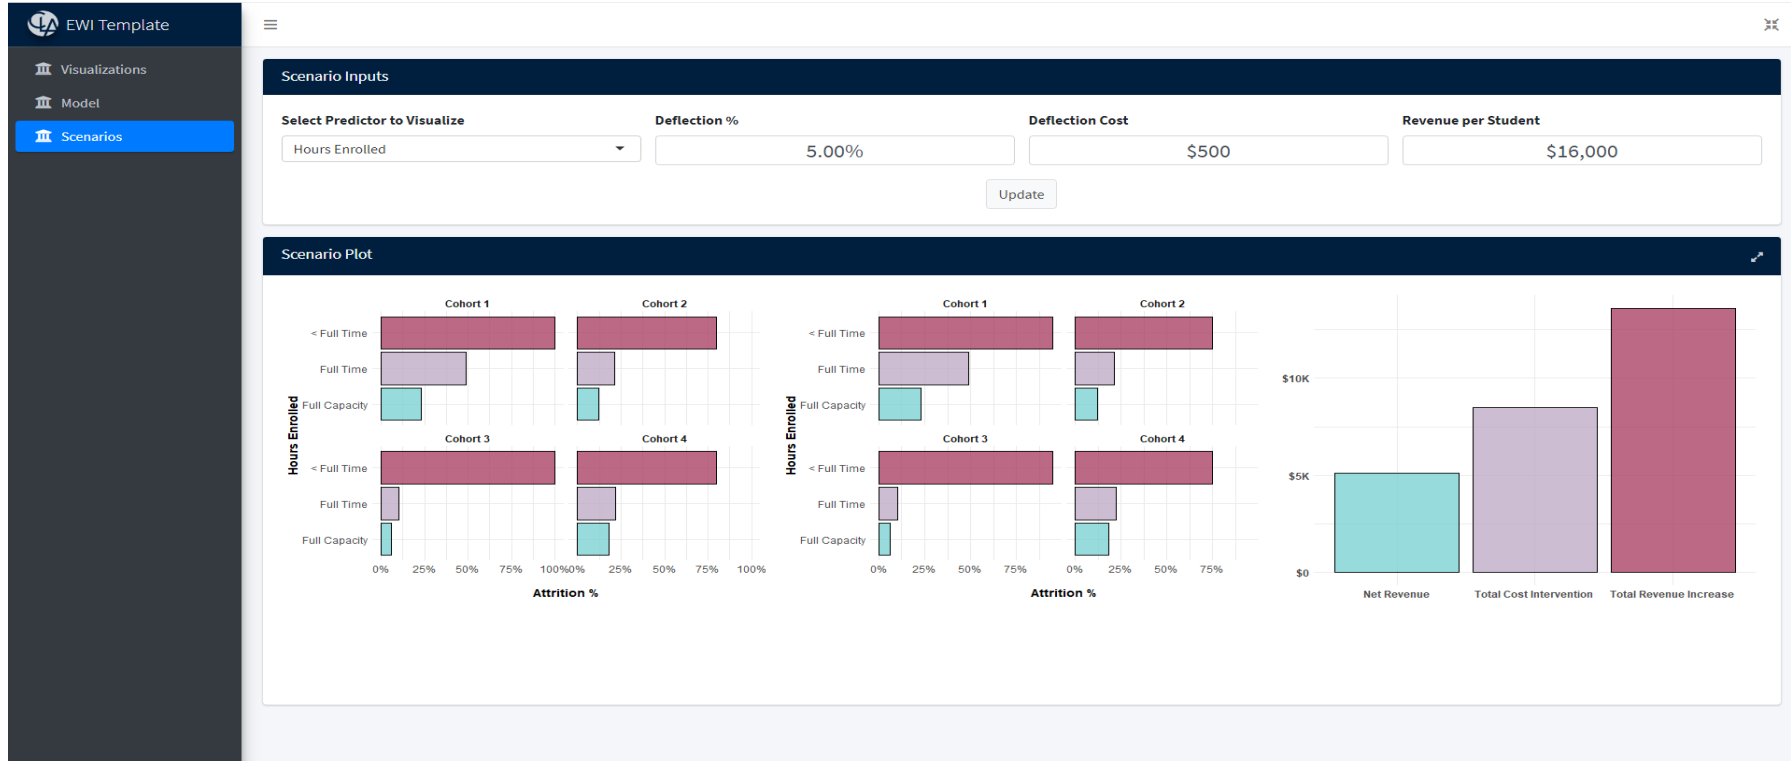 EWI Template
Visualizations
Model
Scenarios
Scenario Inputs
Select Predictor to Visualize
Deflection %
Deflection Cost
Revenue per Student
Hours Enrolled
5.00%
$500
$16,000
Update
Scenario Plot
Cohort 1
Cohort 2
< Full Time
Full Time
Full Capacity
Cohort 3
Cohort 4
< Full Time
Full Time
Full Capacity
0% 25% 50% 75% 100%0% 25% 50% 75% 100%
Attrition %
Hours Enrolled
Cohort 1
Cohort 2
< Full Time
Full Time
Full Capacity
Cohort 3
Cohort 4
< Full Time
Full Time
Full Capacity
0% 25% 50% 75% 0% 25% 50% 75%
Attrition %
Hours Enrolled
$10K
$5K
$0
Net Revenue
Total Cost Intervention
Total Revenue Increase